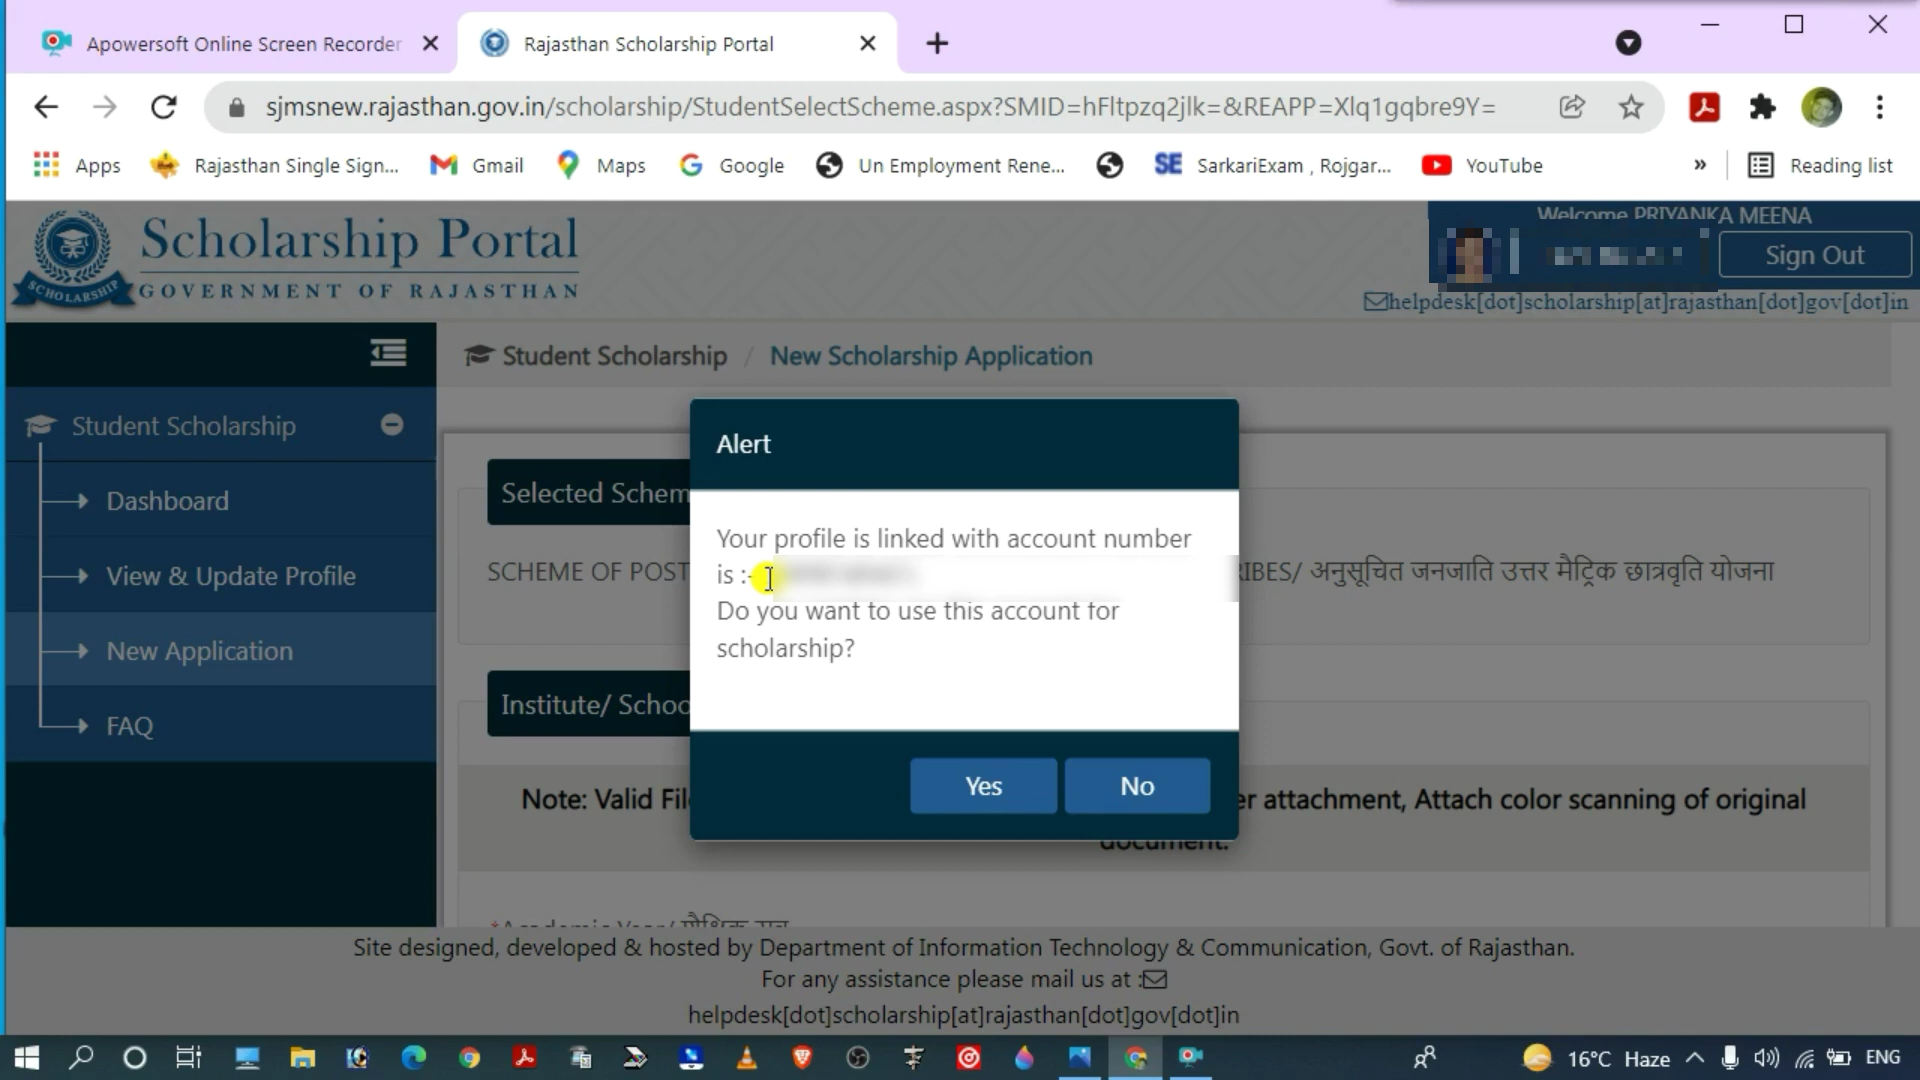 Apowersoft Online Screen Recorder
Rajasthan Scholarship Portal
sjmsnew.rajasthan.gov.in/scholarship/StudentSelectScheme.aspx?SMID=hFltpzq2jlk=&REAPP=Xlq1gqbre9Y=
Apps
Rajasthan Single Sign...
Gmail
Maps
Google
Un Employment Rene...
SE SarkariExam , Rojgar...
YouTube
»
Reading list
SCHOLARSHIP
Scholarship Portal
GOVERNMENT OF RAJASTHAN
Welcome PRIYANKA MEENA
Sign Out
helpdesk[dot]scholarship[at]rajasthan[dot]gov[dot]in
Student Scholarship
Dashboard
View & Update Profile
New Application
FAQ
Student Scholarship / New Scholarship Application
Selected Schem
SCHEME OF POST
RIBES/ अनुसूचित जनजाति उत्तर मैट्रिक छात्रवृति योजना
Institute/ Schoo
Note: Valid Fil
er attachment, Attach color scanning of original
document.
*Academic Year/
Alert
Your profile is linked with account number
is :-
Do you want to use this account for
scholarship?
Yes
No
Site designed, developed & hosted by Department of Information Technology & Communication, Govt. of Rajasthan.
For any assistance please mail us at :
helpdesk[dot]scholarship[at]rajasthan[dot]gov[dot]in
16°C Haze
ENG